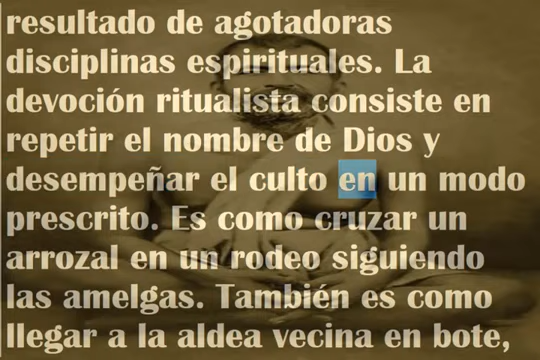 resultado de agotadoras
disciplinas espirituales. La
devoción ritualista consiste en
repetir el nombre de Dios y
desempeñar el culto en un modo
prescrito. Es como cruzar un
arrozal en un rodeo siguiendo
las amelgas. También es como
llegar a la aldea vecina en bote,